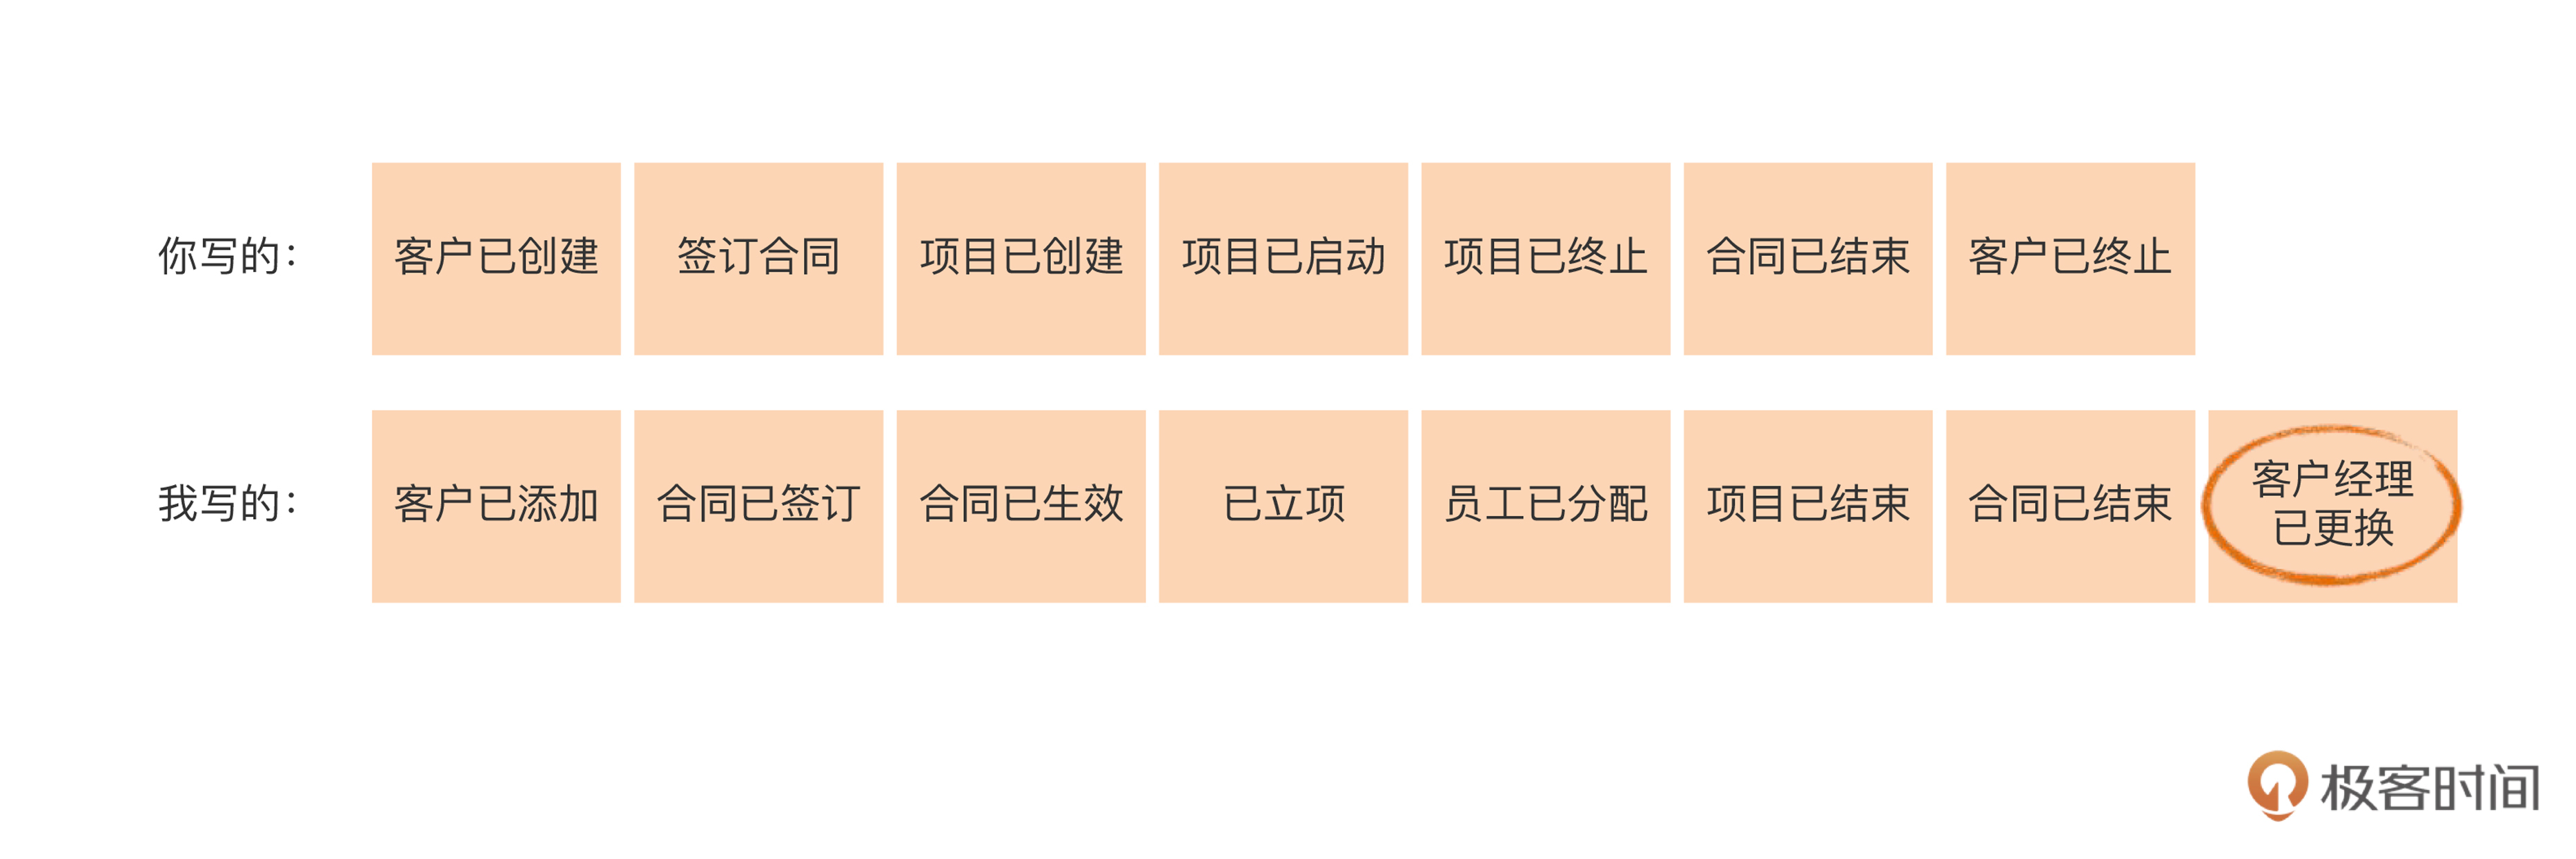 你写的： 客户已创建 签订合同 项目已创建 项目已启动 项目已终止 合同已结束 客户已终止
我写的： 客户已添加 合同已签订 合同已生效 已立项 员工已分配 项目已结束 合同已结束 客户经理
已更换
极客时间